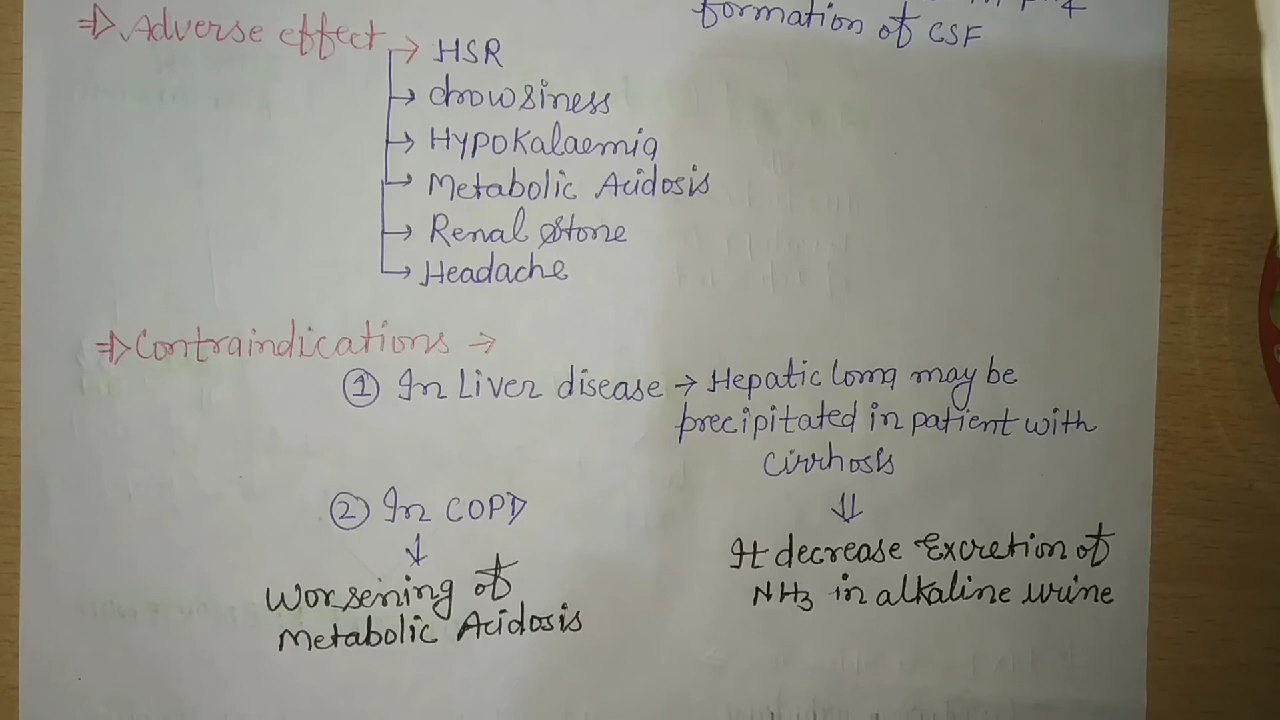 formation of CSF
⇒ Adverse effect → HSR
→ drowsiness
→ Hypokalaemia
→ Metabolic Acidosis
→ Renal stone
→ Headache
⇒ Contraindications →
① In Liver disease → Hepatic Coma may be
precipitated in patient with
cirrhosis
⇓
It decrease Excretion of
NH3 in alkaline urine
② In COPD
↓
Worsening of
Metabolic Acidosis